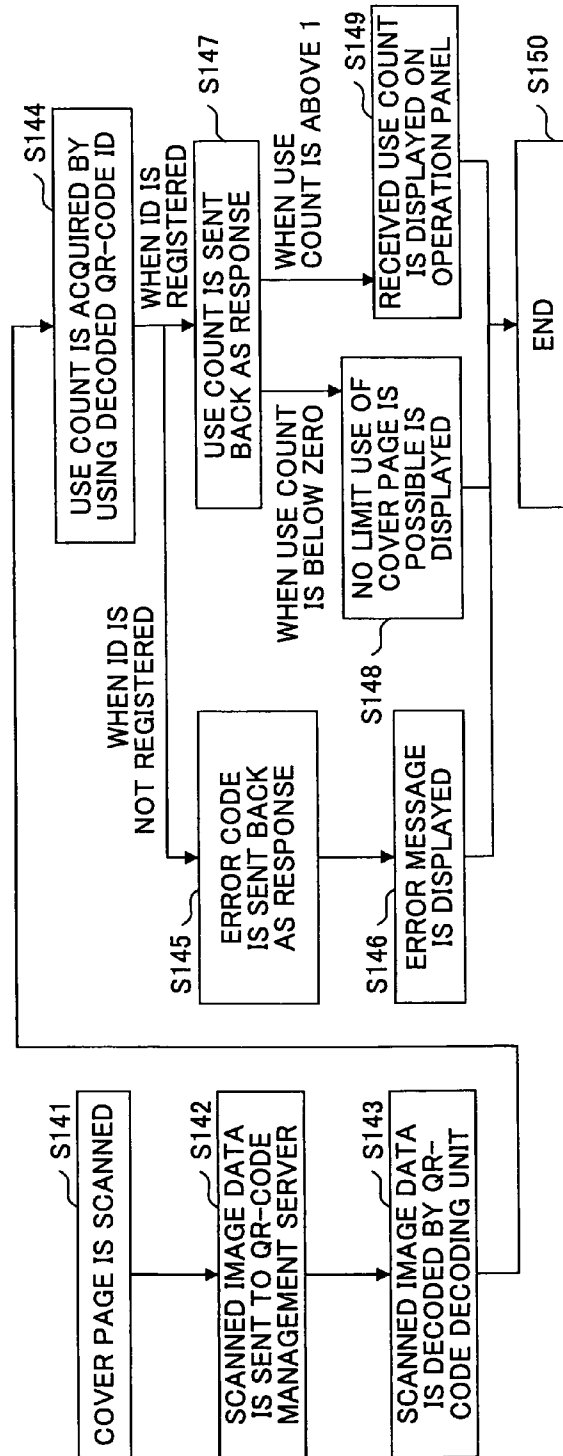 S141
COVER PAGE IS SCANNED
S142
SCANNED IMAGE DATA
IS SENT TO QR-CODE
MANAGEMENT SERVER
S143
SCANNED IMAGE DATA
IS DECODED BY QR-
CODE DECODING UNIT
S144
USE COUNT IS ACQUIRED BY
USING DECODED QR-CODE ID
WHEN ID IS
NOT REGISTERED
WHEN ID IS
REGISTERED
S145
ERROR CODE
IS SENT BACK
AS RESPONSE
S146
ERROR MESSAGE
IS DISPLAYED
S147
USE COUNT IS SENT
BACK AS RESPONSE
WHEN USE COUNT
IS BELOW ZERO
WHEN USE
COUNT IS ABOVE 1
S148
NO LIMIT USE OF
COVER PAGE IS
POSSIBLE IS
DISPLAYED
S149
RECEIVED USE COUNT
IS DISPLAYED ON
OPERATION PANEL
S150
END